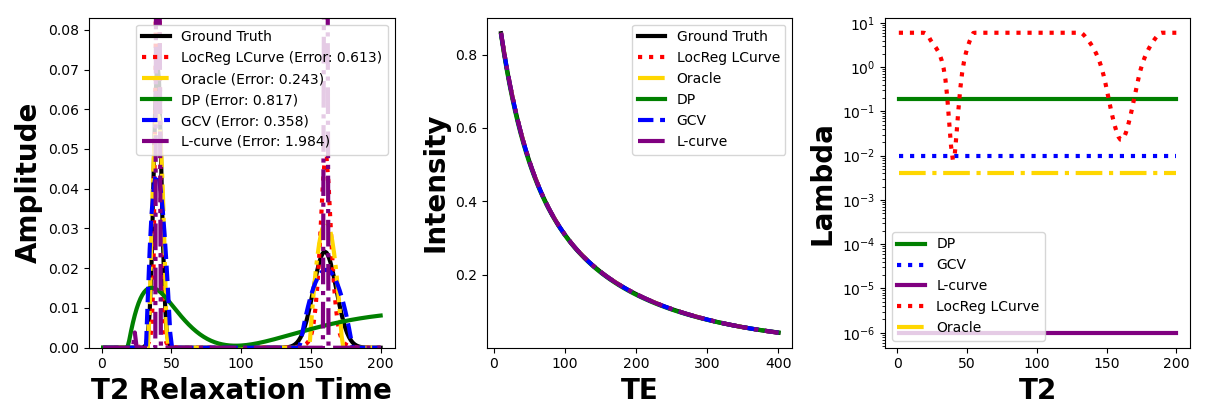 Amplitude
0.08
0.07
0.06
0.05
0.04
0.03
0.02
0.01
0.00
Ground Truth
LocReg LCurve (Error: 0.613)
Oracle (Error: 0.243)
DP (Error: 0.817)
GCV (Error: 0.358)
L-curve (Error: 1.984)
0 50 100 150 200
T2 Relaxation Time
Intensity
0.8
0.6
0.4
0.2
Ground Truth
LocReg LCurve
Oracle
DP
GCV
L-curve
0 100 200 300 400
TE
Lambda
10^1
10^0
10^-1
10^-2
10^-3
10^-4
10^-5
10^-6
DP
GCV
L-curve
LocReg LCurve
Oracle
0 50 100 150 200
T2